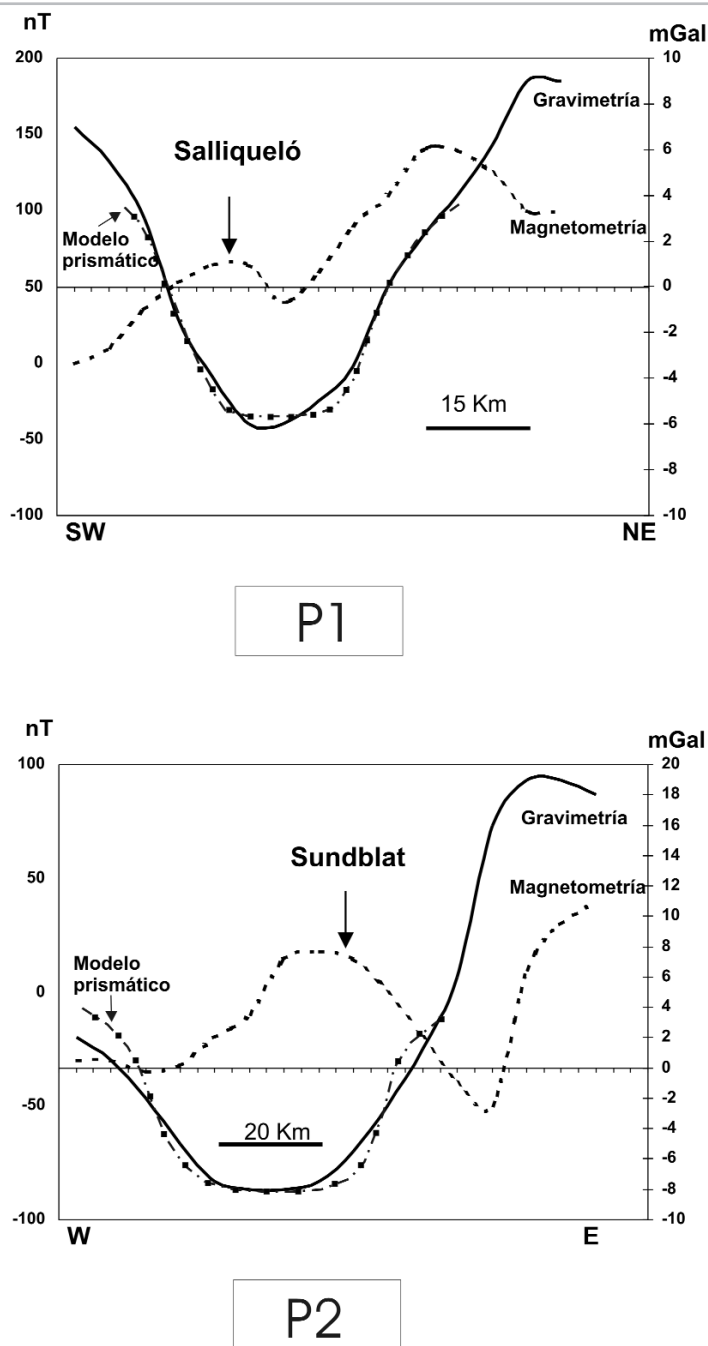 nT
mGal
200
150
100
50
0
-50
-100
10
8
6
4
2
0
-2
-4
-6
-8
-10
Gravimetría
Salliqueló
Magnetometría
Modelo
prismático
15 Km
SW
NE
P1
nT
mGal
100
50
0
-50
-100
20
18
16
14
12
10
8
6
4
2
0
-2
-4
-6
-8
-10
Gravimetría
Sundblat
Magnetometría
Modelo
prismático
20 Km
W
E
P2